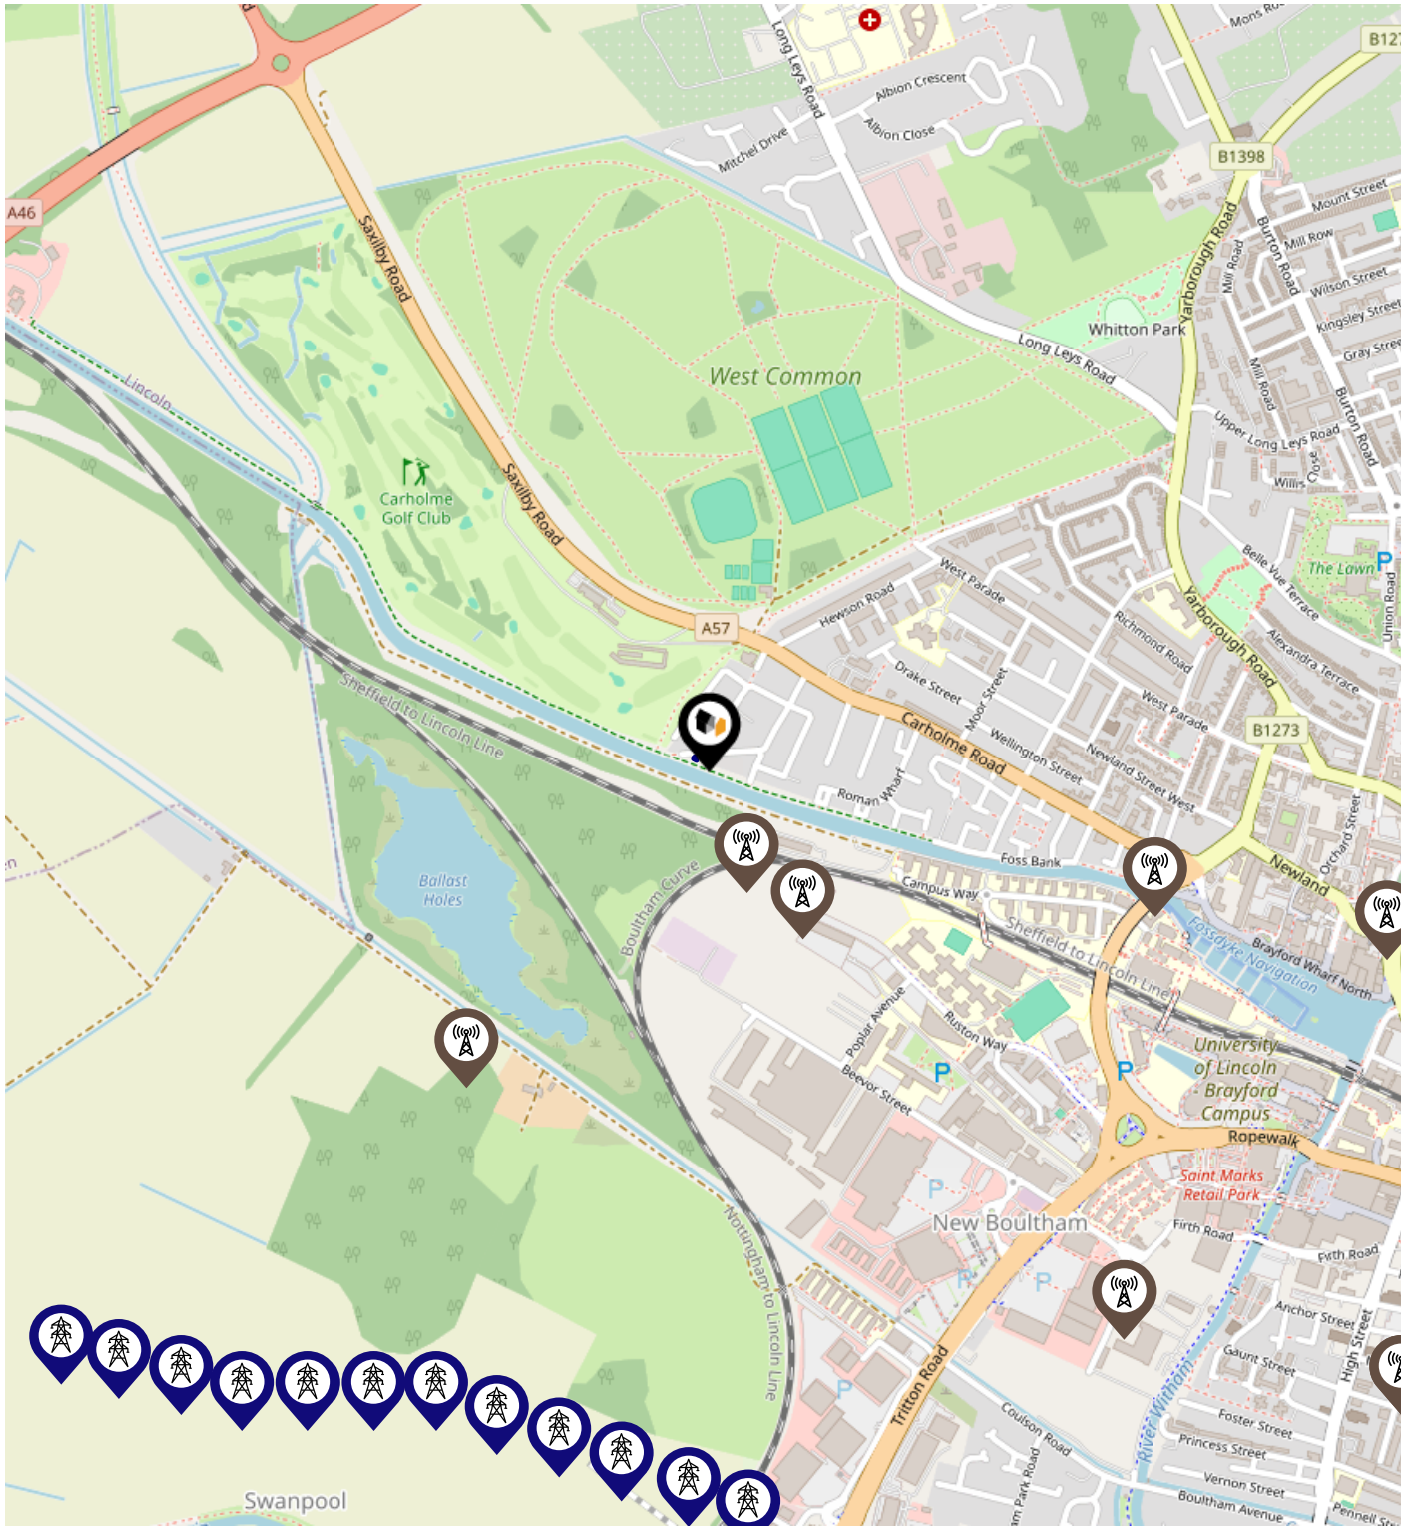 Long Leys Road
Mons Road
B127
Albion Crescent
Albion Close
Mitchel Drive
B1398
Mount Street
A46
Saxilby Road
Yarborough Road
Mill Road
Burton Road
Mill Row
Wilson Street
Whitton Park
Kingsley Street
Long Leys Road
Gray Street
West Common
Lincoln
Mill Road
Burton Road
Upper Long Leys Road
Carholme
Golf Club
Saxilby Road
Willis Close
P
The Lawn
Belle Vue Terrace
Union Road
West Parade
Hewson Road
A57
Yarborough Road
Richmond Road
Alexandra Terrace
Drake Street
Moor Street
West Parade
Sheffield to Lincoln Line
Carholme Road
Wellington Street
B1273
Newland Street West
Roman Wharf
Orchard Street
Foss Bank
Newland
Ballast
Holes
Boultham Curve
Campus Way
Sheffield to Lincoln Line
Fossdyke Navigation
Brayford Wharf North
Poplar Avenue
Ruston Way
University
of Lincoln
Brayford
Campus
P
P
Beevor Street
Ropewalk
Saint Marks
Retail Park
P
New Boultham
Firth Road
Firth Road
Nottingham to Lincoln Line
P
P
Anchor Street
High Street
Gaunt Street
P
Tritton Road
River Witham
Coulson Road
Foster Street
Princess Street
Vernon Street
Boultham Avenue
Pennell Street
Park Road
Swanpool